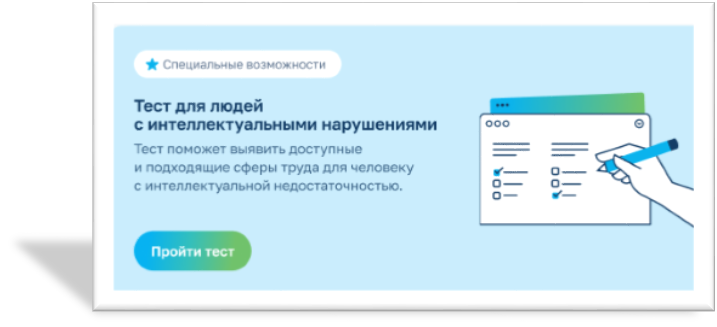 Специальные возможности
Тест для людей
с интеллектуальными нарушениями
Тест поможет выявить доступные
и подходящие сферы труда для человеку
с интеллектуальной недостаточностью.
Пройти тест